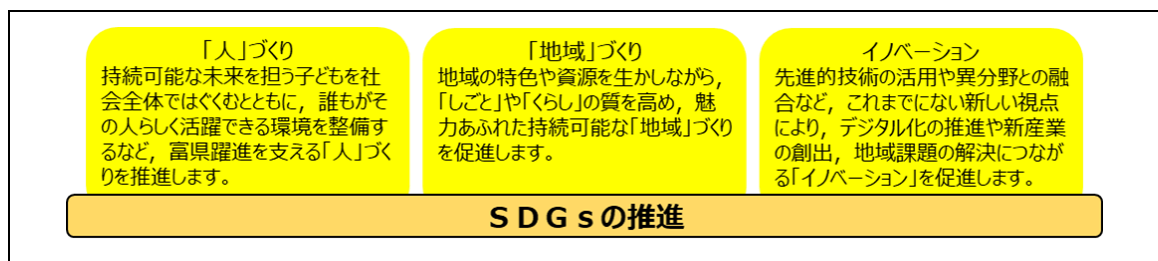 「人」づくり
持続可能な未来を担う子どもを社
会全体ではぐくむとともに，誰もがそ
の人らしく活躍できる環境を整備す
るなど，富県躍進を支える「人」づく
りを推進します。
「地域」づくり
地域の特色や資源を生かしながら，
「しごと」や「くらし」の質を高め，魅
力あふれた持続可能な「地域」づくり
を促進します。
イノベーション
先進的技術の活用や異分野との融
合など，これまでにない新しい視点
により，デジタル化の推進や新産業
の創出，地域課題の解決につなが
る「イノベーション」を促進します。
ＳＤＧｓの推進